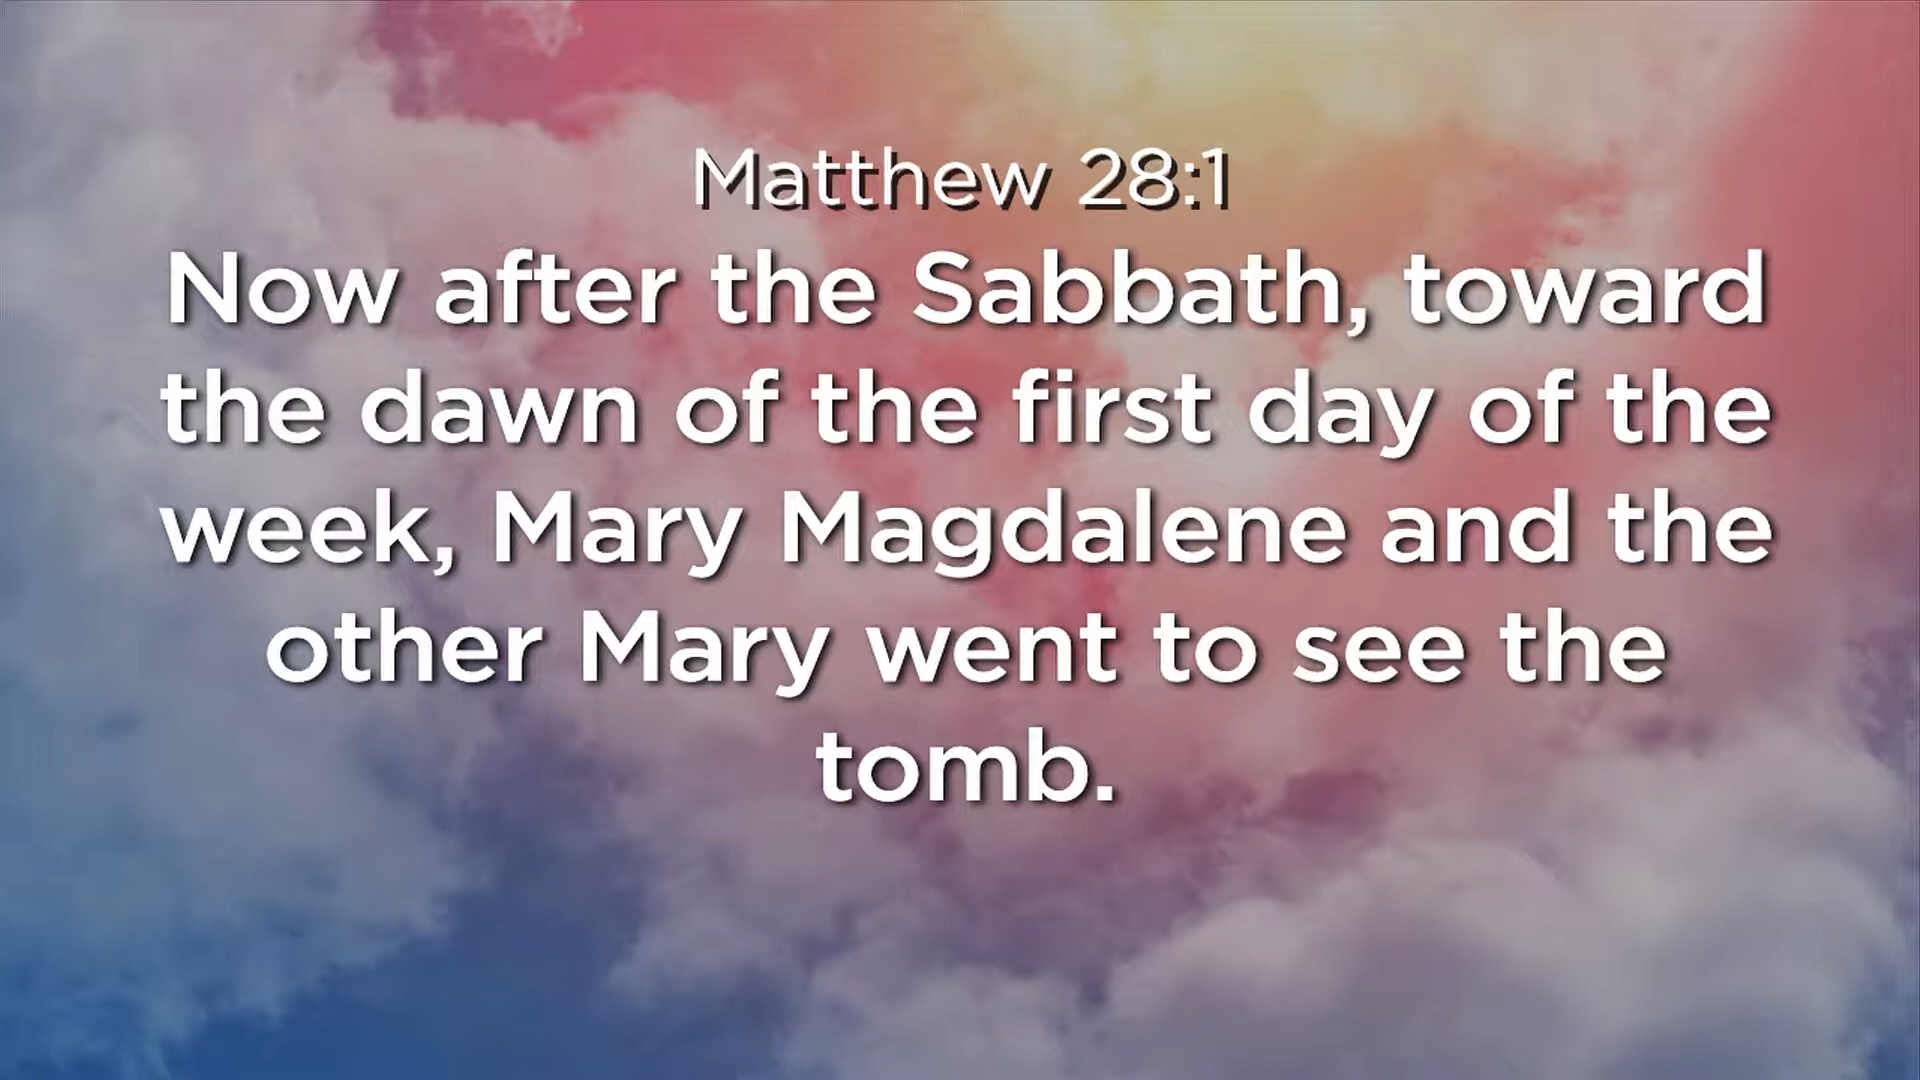 Matthew 28:1
Now after the Sabbath, toward
the dawn of the first day of the
week, Mary Magdalene and the
other Mary went to see the
tomb.